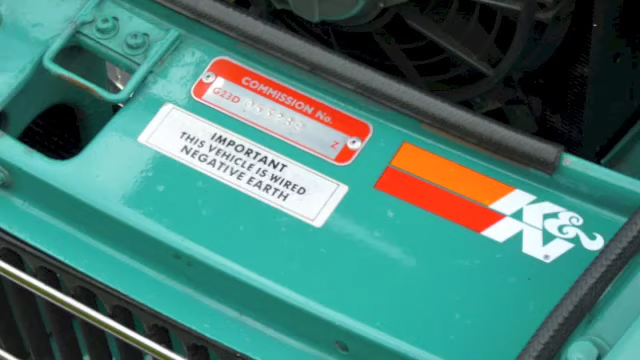 COMMISSION No.
G23D Z
IMPORTANT
THIS VEHICLE IS WIRED
NEGATIVE EARTH
K&N®